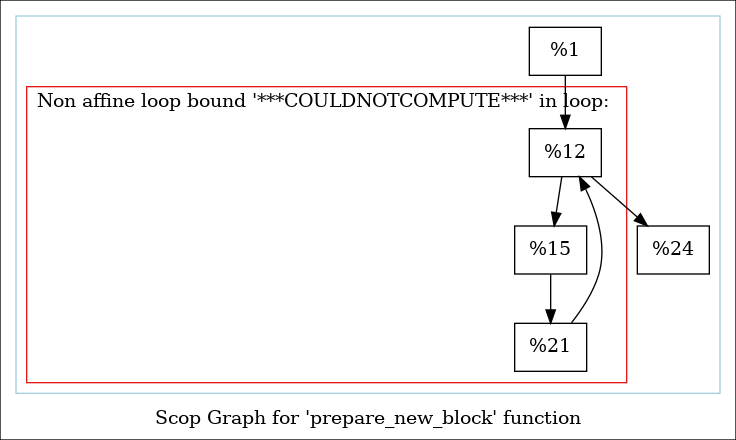 %1
Non affine loop bound '***COULDNOTCOMPUTE***' in loop:
%12
%15
%24
%21
Scop Graph for 'prepare_new_block' function